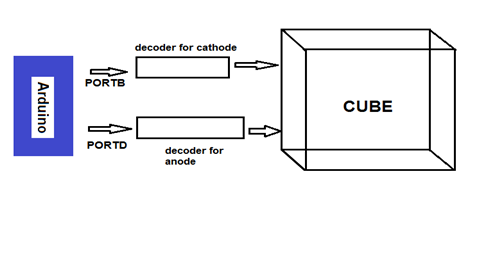 decoder for cathode
Arduino
PORTB
CUBE
PORTD
decoder for
anode